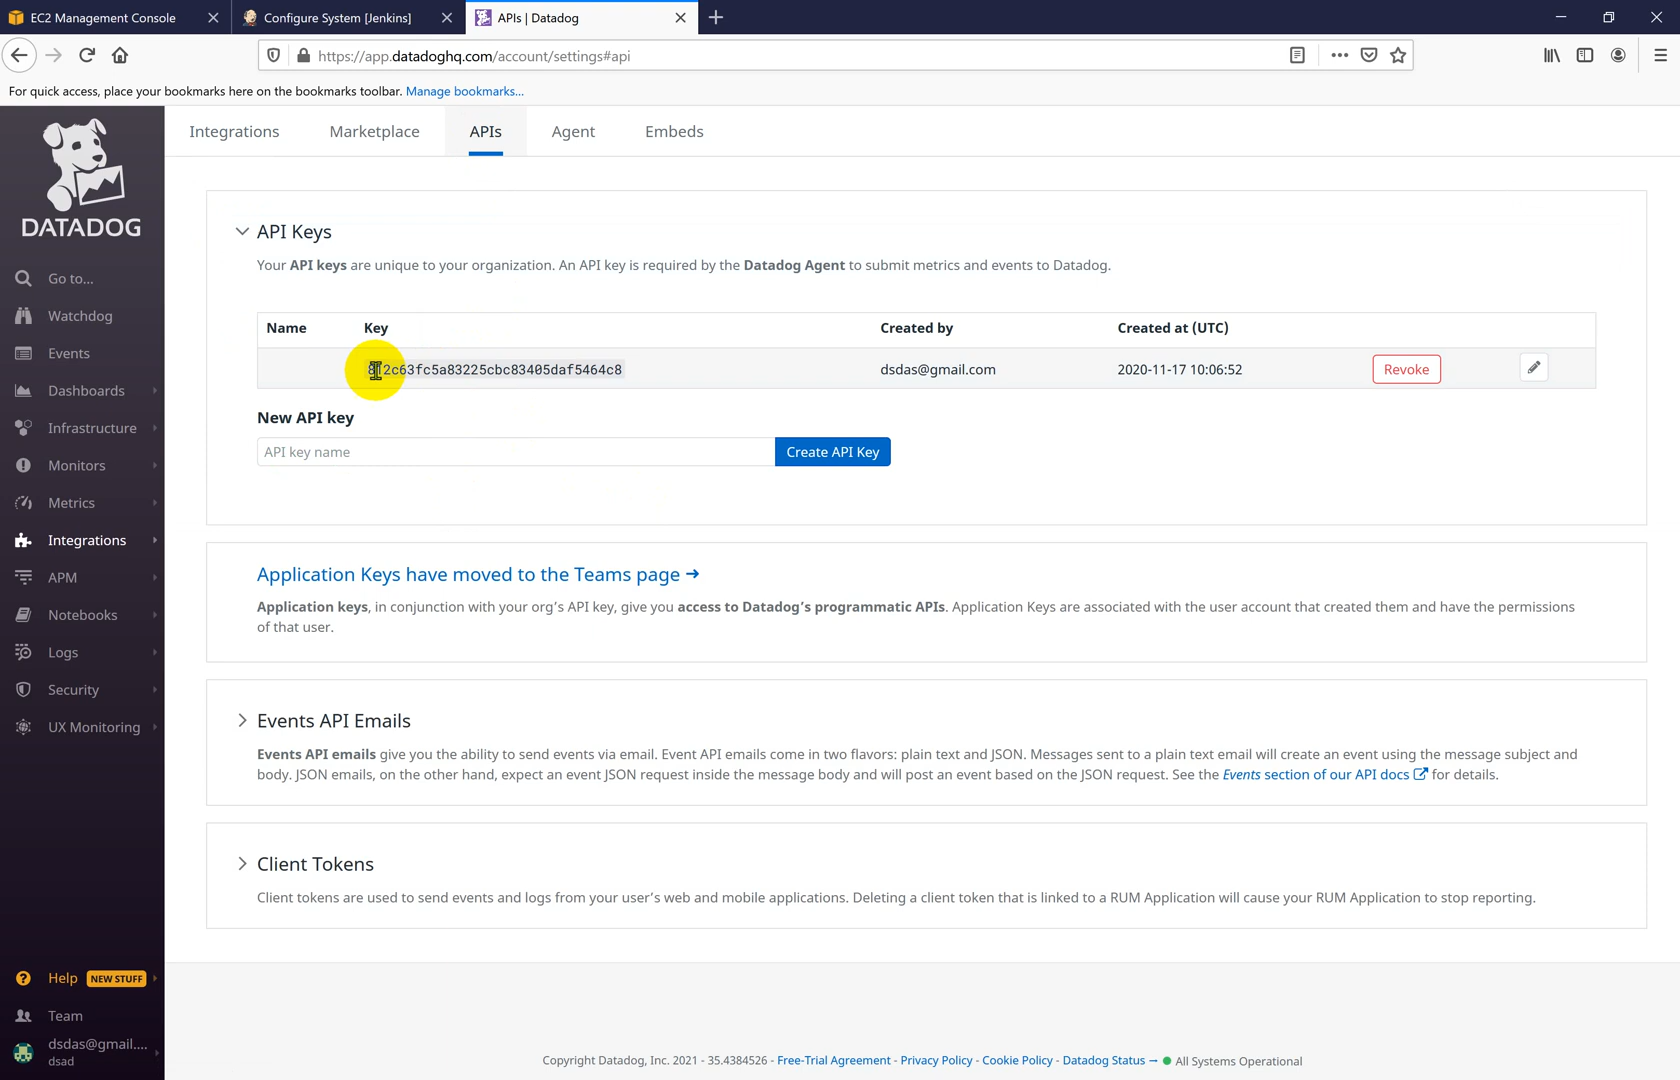 EC2 Management Console
Configure System [Jenkins]
APIs | Datadog
https://app.datadoghq.com/account/settings#api
For quick access, place your bookmarks here on the bookmarks toolbar. Manage bookmarks...
DATADOG
Go to...
Watchdog
Events
Dashboards
Infrastructure
Monitors
Metrics
Integrations
APM
Notebooks
Logs
Security
UX Monitoring
Help NEW STUFF
Team
dsdas@gmail....
dsad
Integrations Marketplace APIs Agent Embeds
API Keys
Your API keys are unique to your organization. An API key is required by the Datadog Agent to submit metrics and events to Datadog.
Name Key Created by Created at (UTC)
8f2c63fc5a83225cbc83405daf5464c8 dsdas@gmail.com 2020-11-17 10:06:52 Revoke
New API key
API key name Create API Key
Application Keys have moved to the Teams page →
Application keys, in conjunction with your org's API key, give you access to Datadog's programmatic APIs. Application Keys are associated with the user account that created them and have the permissions
of that user.
Events API Emails
Events API emails give you the ability to send events via email. Event API emails come in two flavors: plain text and JSON. Messages sent to a plain text email will create an event using the message subject and
body. JSON emails, on the other hand, expect an event JSON request inside the message body and will post an event based on the JSON request. See the Events section of our API docs for details.
Client Tokens
Client tokens are used to send events and logs from your user's web and mobile applications. Deleting a client token that is linked to a RUM Application will cause your RUM Application to stop reporting.
Copyright Datadog, Inc. 2021 - 35.4384526 - Free-Trial Agreement - Privacy Policy - Cookie Policy - Datadog Status → All Systems Operational